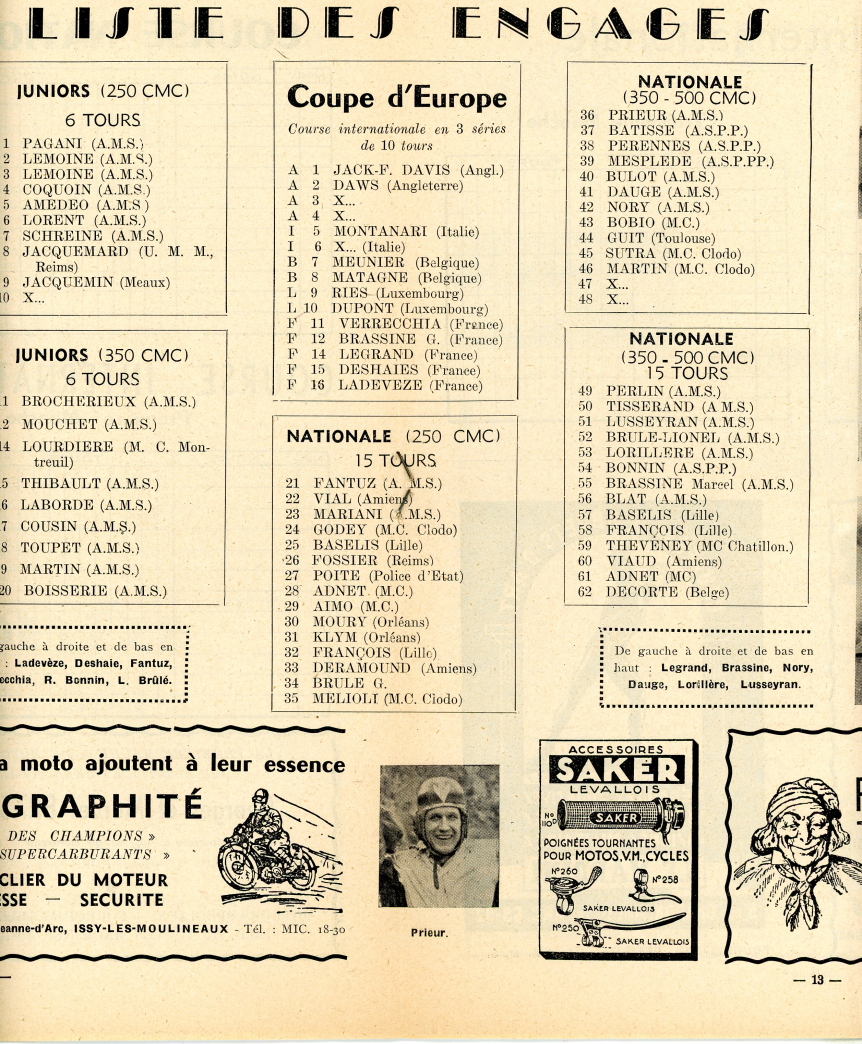 LISTE DES ENGAGES
JUNIORS (250 CMC)
6 TOURS
1 PAGANI (A.M.S.)
2 LEMOINE (A.M.S.)
3 LEMOINE (A.M.S.)
4 COQUOIN (A.M.S.)
5 AMEDEO (A.M.S )
6 LORENT (A.M.S.)
7 SCHREINE (A.M.S.)
8 JACQUEMARD (U. M. M.,
Reims)
9 JACQUEMIN (Meaux)
10 X...
JUNIORS (350 CMC)
6 TOURS
1 BROCHERIEUX (A.M.S.)
2 MOUCHET (A.M.S.)
14 LOURDIERE (M. C. Mon-
treuil)
5 THIBAULT (A.M.S.)
6 LABORDE (A.M.S.)
7 COUSIN (A.M.S.)
8 TOUPET (A.M.S.)
9 MARTIN (A.M.S.)
20 BOISSERIE (A.M.S.)
gauche à droite et de bas en
: Ladevèze, Deshaie, Fantuz,
ecchia, R. Bonnin, L. Brûlé.
Coupe d'Europe
Course internationale en 3 séries
de 10 tours
A 1 JACK-F. DAVIS (Angl.)
A 2 DAWS (Angleterre)
A 3 X...
A 4 X...
I 5 MONTANARI (Italie)
I 6 X... (Italie)
B 7 MEUNIER (Belgique)
B 8 MATAGNE (Belgique)
L 9 RIES (Luxembourg)
L 10 DUPONT (Luxembourg)
F 11 VERRECCHIA (France)
F 12 BRASSINE G. (France)
F 14 LEGRAND (France)
F 15 DESHAIES (France)
F 16 LADEVEZE (France)
NATIONALE (250 CMC)
15 TOURS
21 FANTUZ (A. M.S.)
22 VIAL (Amiens)
23 MARIANI (A.M.S.)
24 GODEY (M.C. Clodo)
25 BASELIS (Lille)
26 FOSSIER (Reims)
27 POITE (Police d'Etat)
28 ADNET (M.C.)
29 AIMO (M.C.)
30 MOURY (Orléans)
31 KLYM (Orléans)
32 FRANÇOIS (Lille)
33 DERAMOUND (Amiens)
34 BRULE G.
35 MELIOLI (M.C. Clodo)
NATIONALE
(350 - 500 CMC)
36 PRIEUR (A.M.S.)
37 BATISSE (A.S.P.P.)
38 PERENNES (A.S.P.P.)
39 MESPLEDE (A.S.P.PP.)
40 BULOT (A.M.S.)
41 DAUGE (A.M.S.)
42 NORY (A.M.S.)
43 BOBIO (M.C.)
44 GUIT (Toulouse)
45 SUTRA (M.C. Clodo)
46 MARTIN (M.C. Clodo)
47 X...
48 X...
NATIONALE
(350 - 500 CMC)
15 TOURS
49 PERLIN (A.M.S.)
50 TISSERAND (A M.S.)
51 LUSSEYRAN (A.M.S.)
52 BRULE-LIONEL (A.M.S.)
53 LORILLERE (A.M.S.)
54 BONNIN (A.S.P.P.)
55 BRASSINE Marcel (A.M.S.)
56 BLAT (A.M.S.)
57 BASELIS (Lille)
58 FRANÇOIS (Lille)
59 THEVENEY (MC Chatillon.)
60 VIAUD (Amiens)
61 ADNET (MC)
62 DECORTE (Belge)
De gauche à droite et de bas en
haut : Legrand, Brassine, Nory,
Dauge, Lorillère, Lusseyran.
a moto ajoutent à leur essence
GRAPHITÉ
DES CHAMPIONS »
SUPERCARBURANTS »
CLIER DU MOTEUR
ESSE — SECURITE
eanne-d'Arc, ISSY-LES-MOULINEAUX - Tél. : MIC. 18-30
Prieur.
ACCESSOIRES
SAKER
LEVALLOIS
No 110D
SAKER
POIGNÉES TOURNANTES
POUR MOTOS,V.M.,CYCLES
No 260
No 258
SAKER LEVALLOIS
No 250
SAKER LEVALLOIS
— 13 —